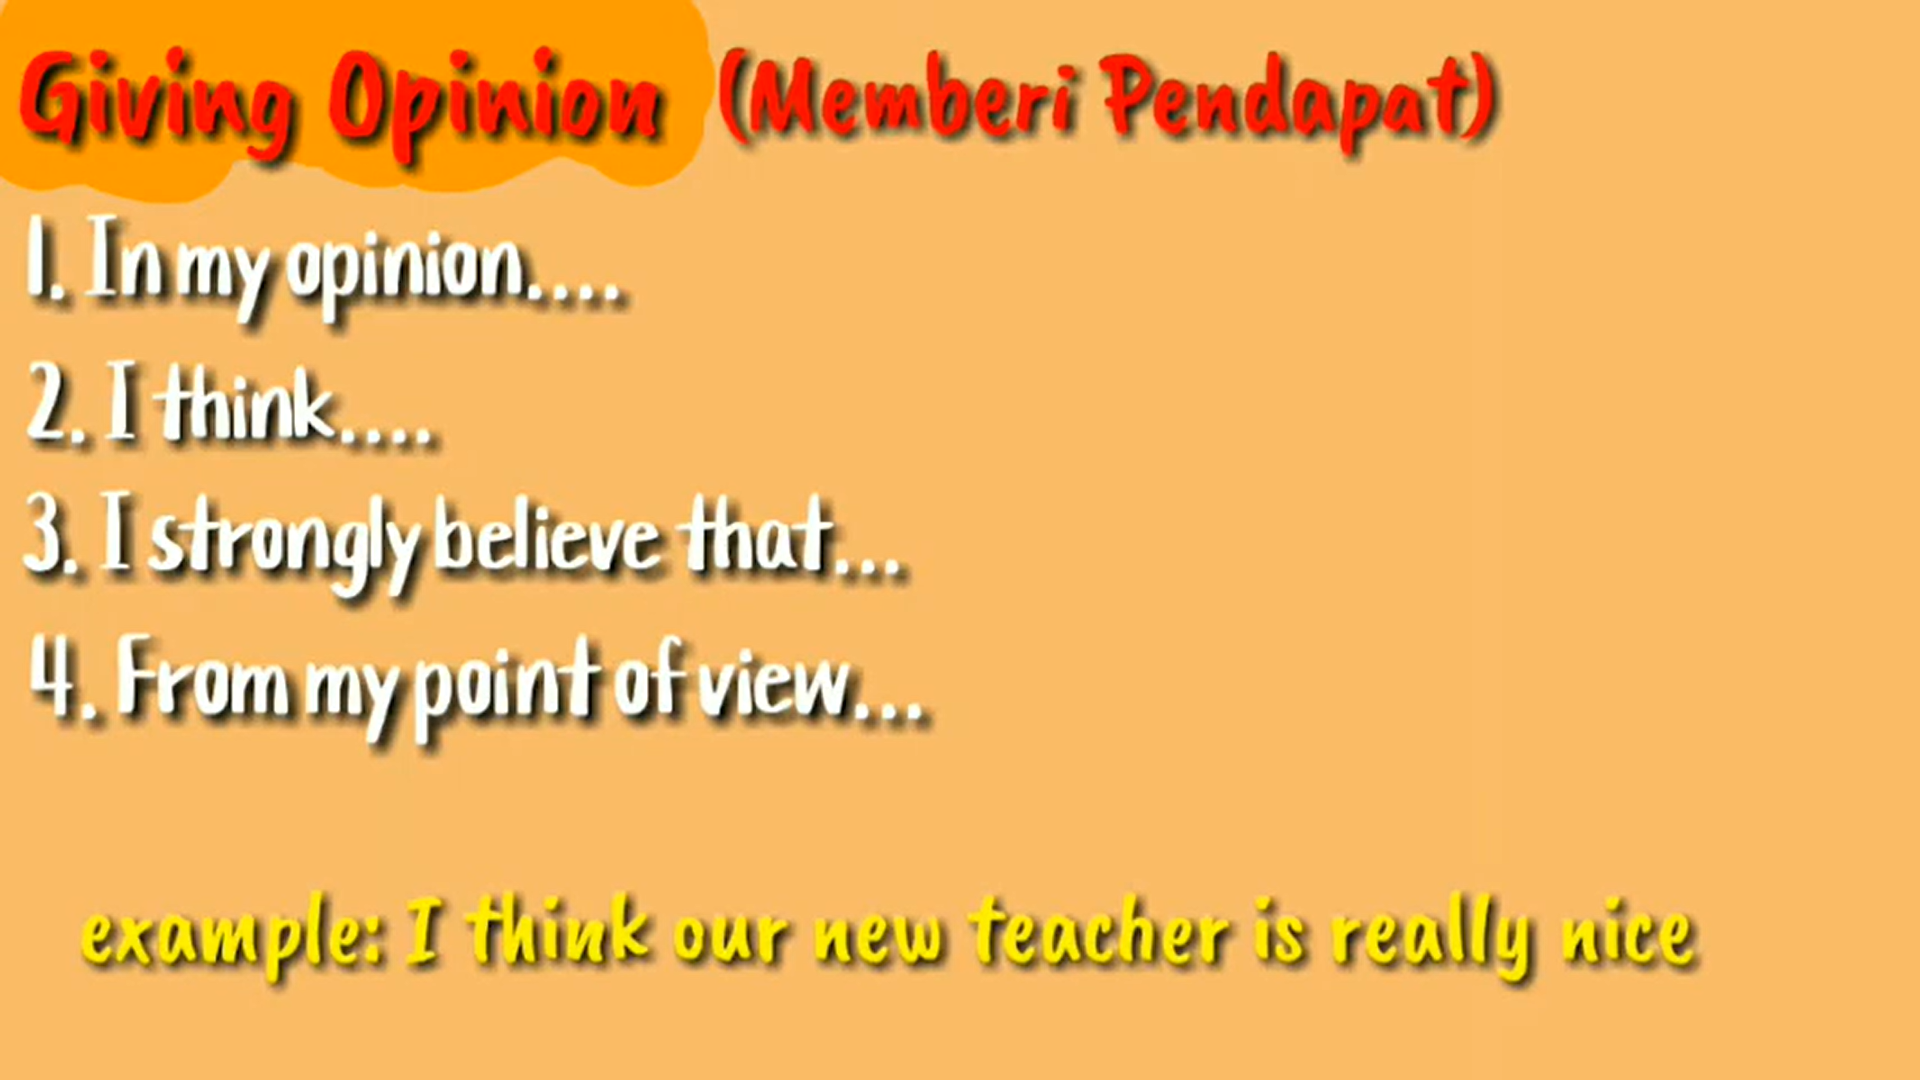 Giving Opinion (Memberi Pendapat)
1. In my opinion....
2. I think....
3. I strongly believe that...
4. From my point of view...
example: I think our new teacher is really nice